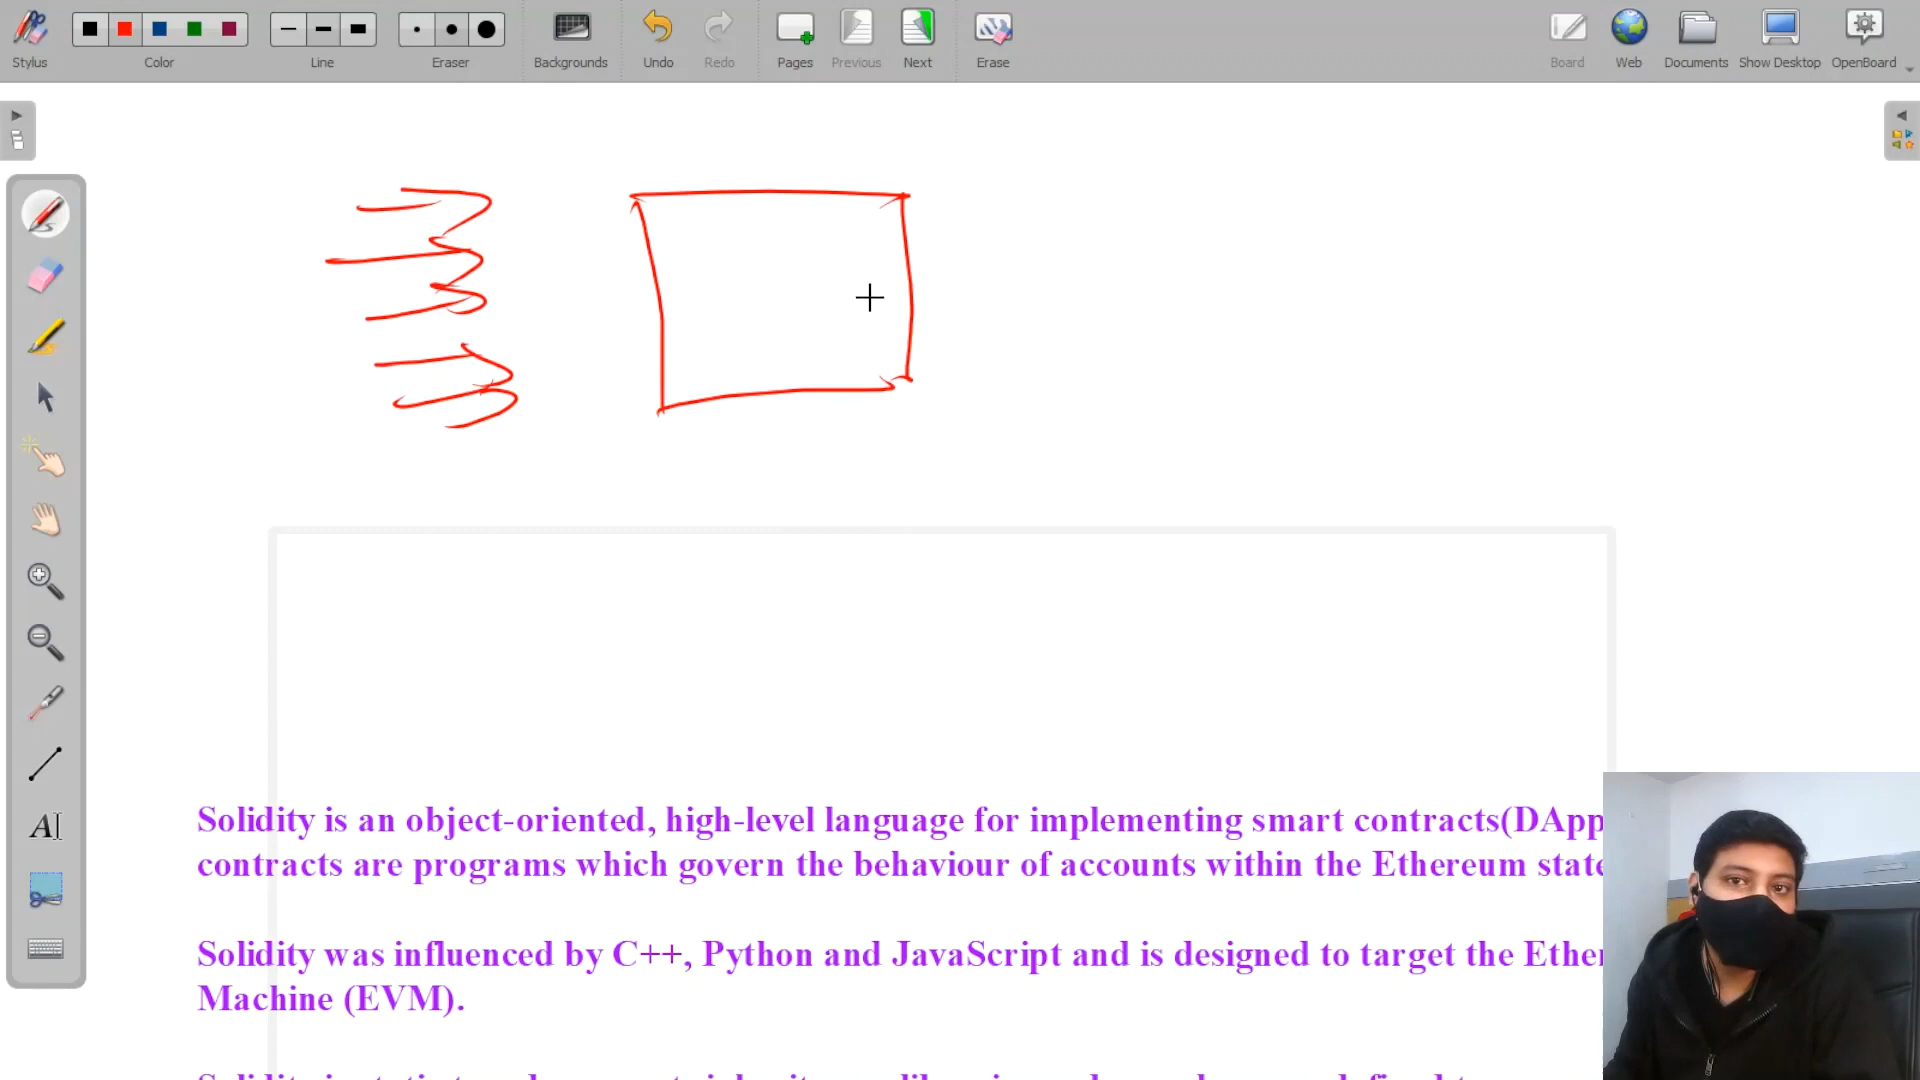 Stylus
Color
Line
Eraser
Backgrounds
Undo
Redo
Pages
Previous
Next
Erase
Board
Web
Documents
Show Desktop
OpenBoard
Solidity is an object-oriented, high-level language for implementing smart contracts(DApp
contracts are programs which govern the behaviour of accounts within the Ethereum state
Solidity was influenced by C++, Python and JavaScript and is designed to target the Ether
Machine (EVM).